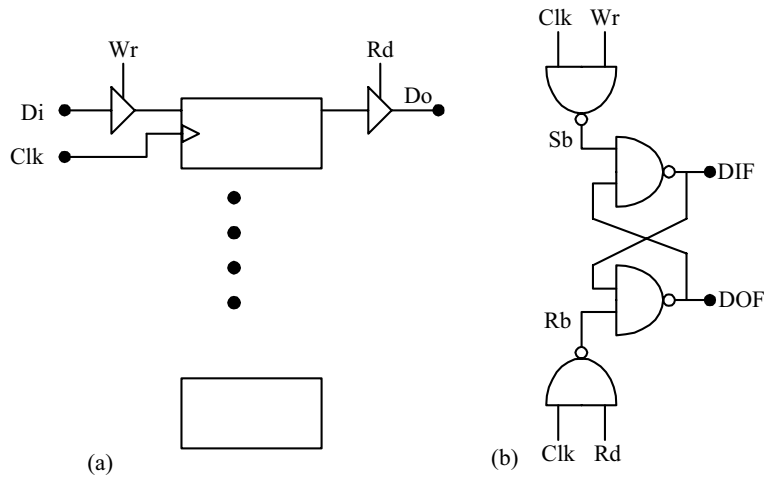 Wr
Rd
Di
Do
Clk
(a)
Clk Wr
Sb
DIF
DOF
Rb
Clk Rd
(b)